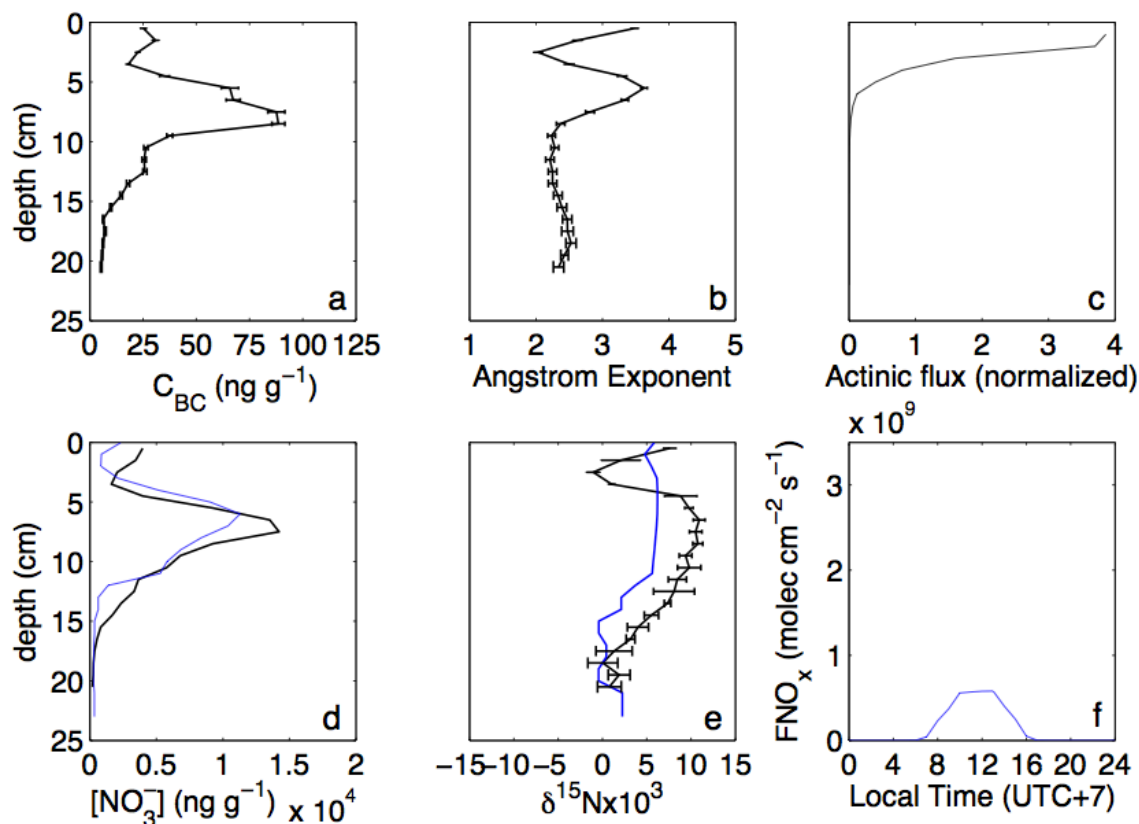 0
5
10
15
20
25
depth (cm)
a
0 25 50 75 100 125
C_BC (ng g⁻¹)
b
1 2 3 4 5
Angstrom Exponent
c
0 1 2 3 4
Actinic flux (normalized)
0
5
10
15
20
25
depth (cm)
d
0 0.5 1 1.5 2
[NO₃⁻] (ng g⁻¹) x 10⁴
e
−15 −10 −5 0 5 10 15
δ¹⁵Nx10³
x 10⁹
3
2
1
0
FNOₓ (molec cm⁻² s⁻¹)
f
0 4 8 12 16 20 24
Local Time (UTC+7)